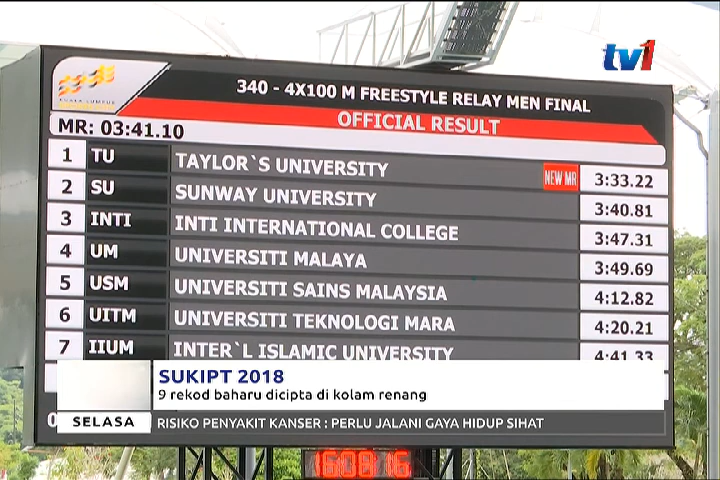 tv1
340 - 4X100 M FREESTYLE RELAY MEN FINAL
KUALA LUMPUR
OFFICIAL RESULT
MR: 03:41.10
1 TU TAYLOR`S UNIVERSITY NEW MR 3:33.22
2 SU SUNWAY UNIVERSITY 3:40.81
3 INTI INTI INTERNATIONAL COLLEGE 3:47.31
4 UM UNIVERSITI MALAYA 3:49.69
5 USM UNIVERSITI SAINS MALAYSIA 4:12.82
6 UITM UNIVERSITI TEKNOLOGI MARA 4:20.21
7 IIUM INTER`L ISLAMIC UNIVERSITY 4:41.33
SUKIPT 2018
9 rekod baharu dicipta di kolam renang
SELASA RISIKO PENYAKIT KANSER : PERLU JALANI GAYA HIDUP SIHAT